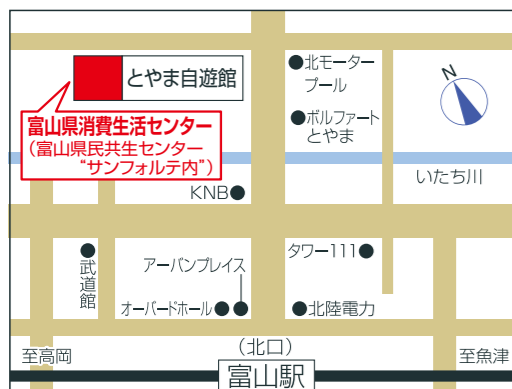 とやま自遊館
●北モーター
プール
●ボルファート
とやま
N
富山県消費生活センター
(富山県民共生センター
“サンフォルテ内”)
いたち川
KNB●
●
武道館
アーバンプレイス
タワー111●
オーバードホール●●
●北陸電力
至高岡
(北口)
富山駅
至魚津